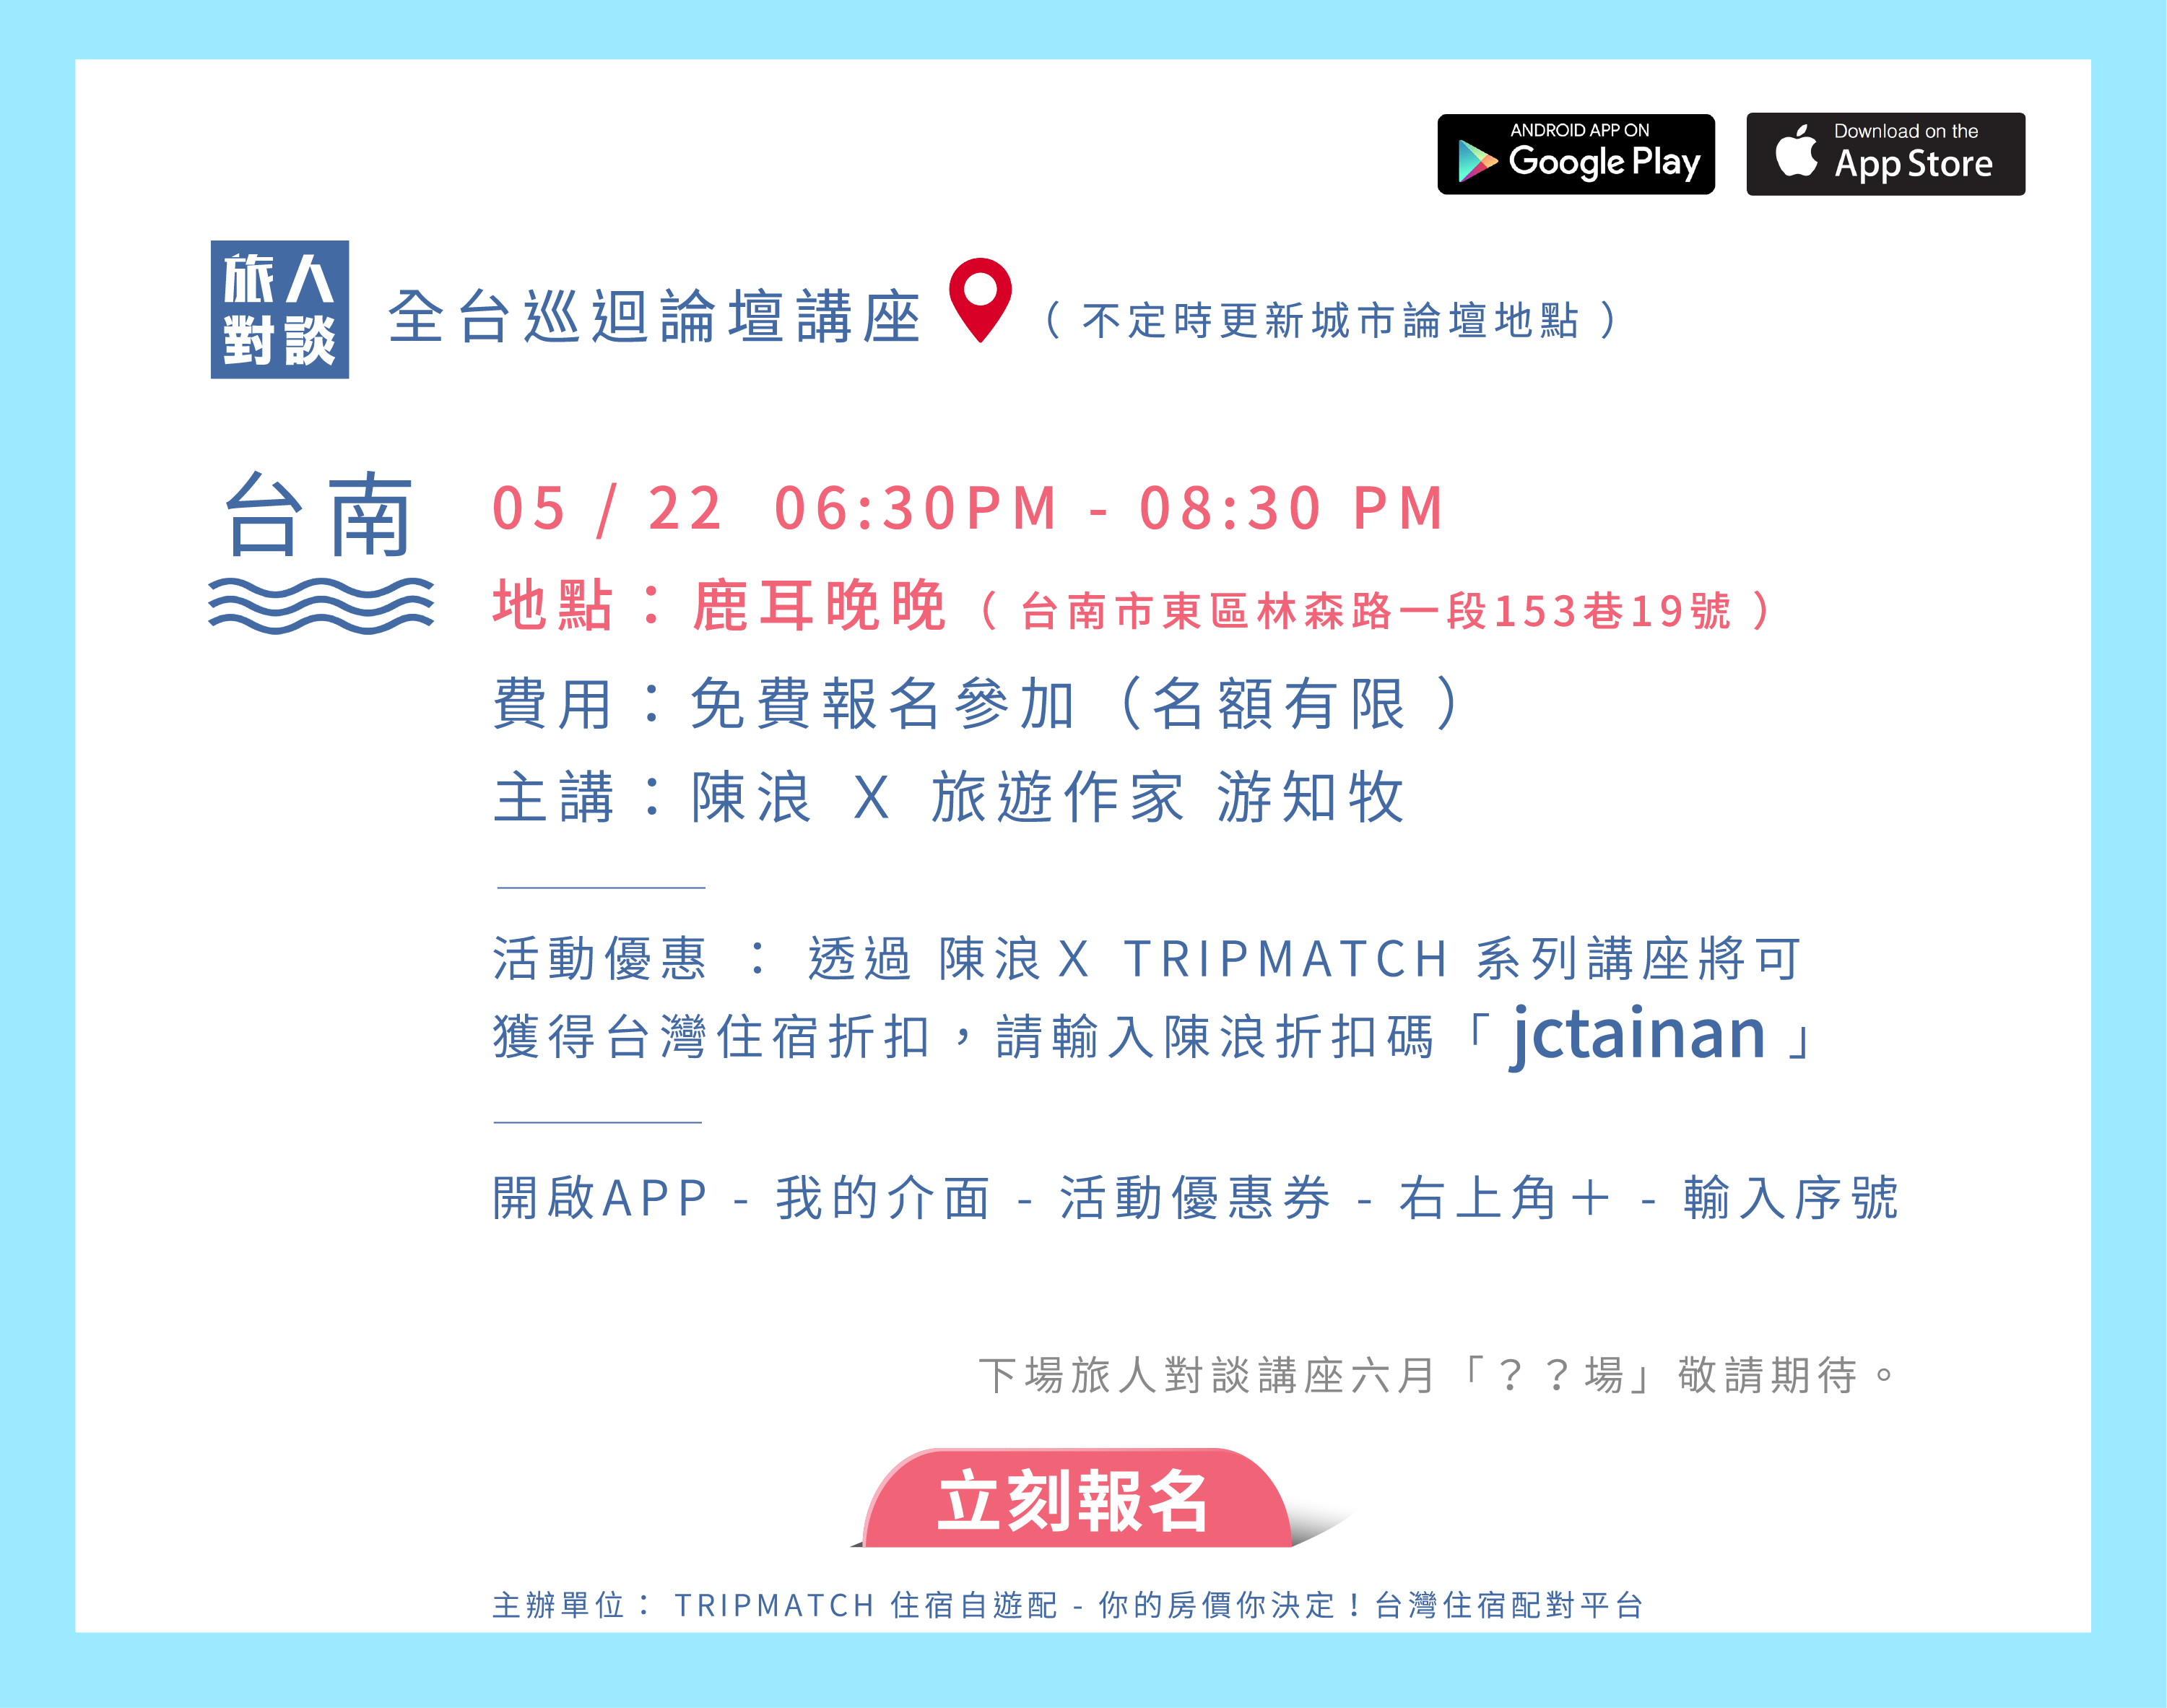 ANDROID APP ON
Google Play
Download on the
App Store
旅人
對談
全台巡迴論壇講座
（ 不定時更新城市論壇地點 ）
台南
05 / 22 06:30PM - 08:30 PM
地點：鹿耳晚晚（ 台南市東區林森路一段153巷19號 ）
費用：免費報名參加（名額有限 ）
主講：陳浪 X 旅遊作家 游知牧
活動優惠 ： 透過 陳浪X TRIPMATCH 系列講座將可
獲得台灣住宿折扣，請輸入陳浪折扣碼「 jctainan 」
開啟APP - 我的介面 - 活動優惠券 - 右上角＋ - 輸入序號
下場旅人對談講座六月「？？場」敬請期待。
立刻報名
主辦單位： TRIPMATCH 住宿自遊配 - 你的房價你決定！台灣住宿配對平台